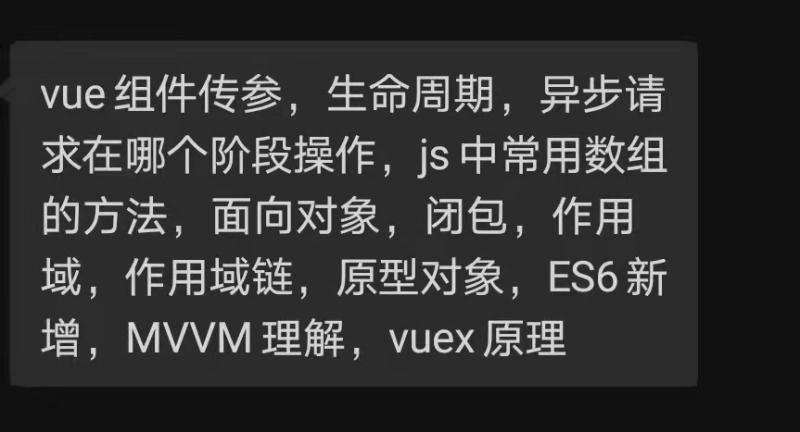 vue 组件传参，生命周期，异步请
求在哪个阶段操作，js 中常用数组
的方法，面向对象，闭包，作用
域，作用域链，原型对象，ES6 新
增，MVVM 理解，vuex 原理